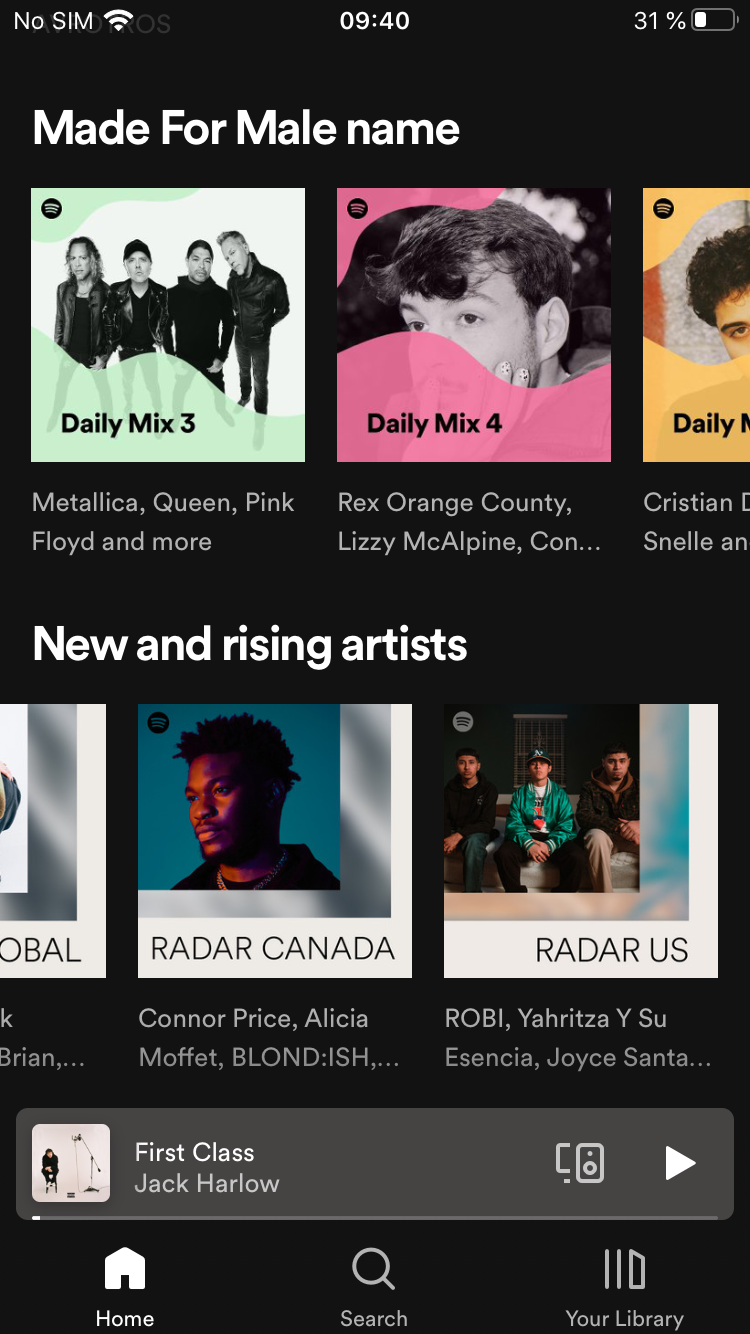 No SIM 09:40 31 %
AVROTROS
Made For Male name
Daily Mix 3
Daily Mix 4
Daily M
Metallica, Queen, Pink
Floyd and more
Rex Orange County,
Lizzy McAlpine, Con...
Cristian D
Snelle an
New and rising artists
OBAL
RADAR CANADA
RADAR US
k
Brian,...
Connor Price, Alicia
Moffet, BLOND:ISH,...
ROBI, Yahritza Y Su
Esencia, Joyce Santa...
First Class
Jack Harlow
Home
Search
Your Library